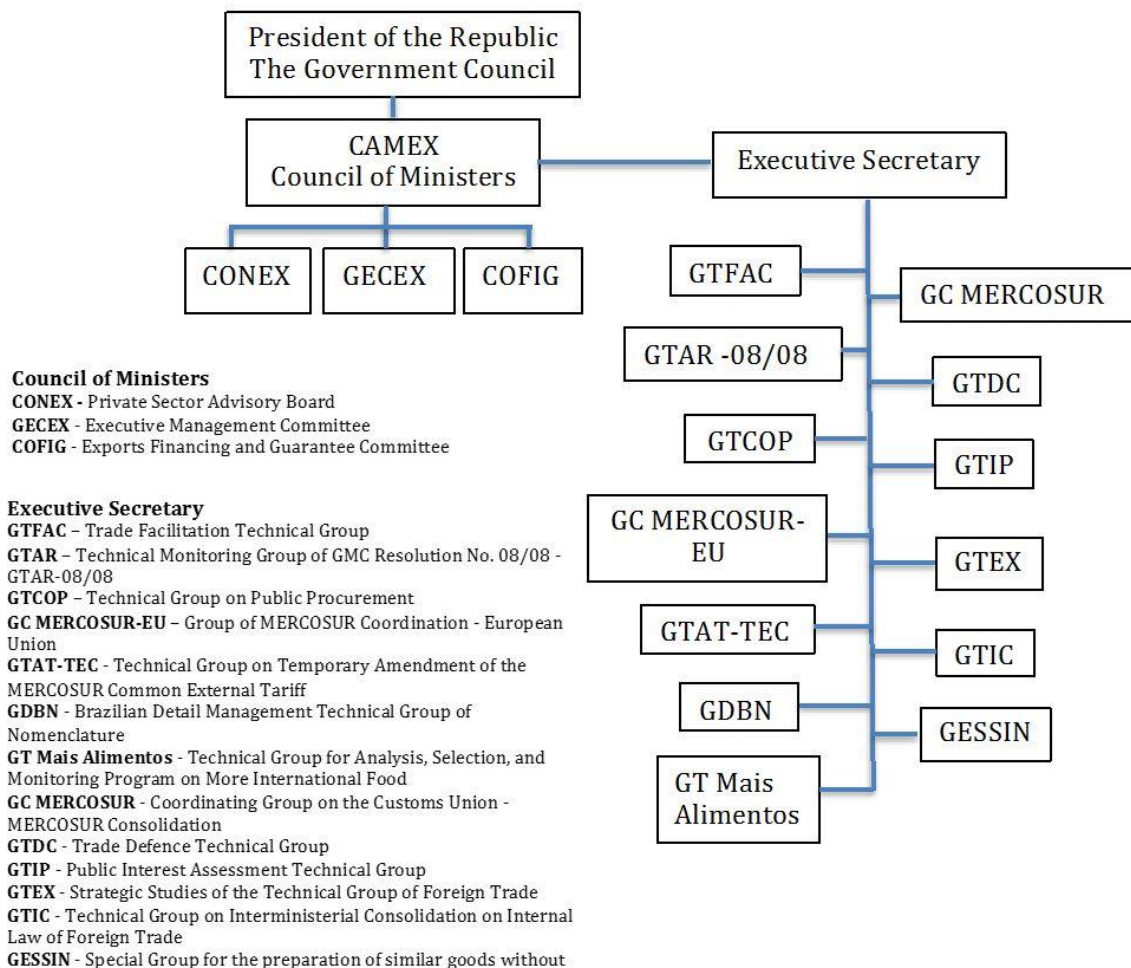 President of the Republic
The Government Council
CAMEX
Council of Ministers
Executive Secretary
CONEX
GECEX
COFIG
GTFAC
GC MERCOSUR
GTAR -08/08
GTDC
GTCOP
GTIP
GC MERCOSUR-
EU
GTEX
GTAT-TEC
GTIC
GDBN
GESSIN
GT Mais
Alimentos
Council of Ministers
CONEX - Private Sector Advisory Board
GECEX - Executive Management Committee
COFIG - Exports Financing and Guarantee Committee
Executive Secretary
GTFAC – Trade Facilitation Technical Group
GTAR – Technical Monitoring Group of GMC Resolution No. 08/08 -
GTAR-08/08
GTCOP – Technical Group on Public Procurement
GC MERCOSUR-EU – Group of MERCOSUR Coordination - European
Union
GTAT-TEC - Technical Group on Temporary Amendment of the
MERCOSUR Common External Tariff
GDBN - Brazilian Detail Management Technical Group of
Nomenclature
GT Mais Alimentos - Technical Group for Analysis, Selection, and
Monitoring Program on More International Food
GC MERCOSUR - Coordinating Group on the Customs Union -
MERCOSUR Consolidation
GTDC - Trade Defence Technical Group
GTIP - Public Interest Assessment Technical Group
GTEX - Strategic Studies of the Technical Group of Foreign Trade
GTIC - Technical Group on Interministerial Consolidation on Internal
Law of Foreign Trade
GESSIN - Special Group for the preparation of similar goods without